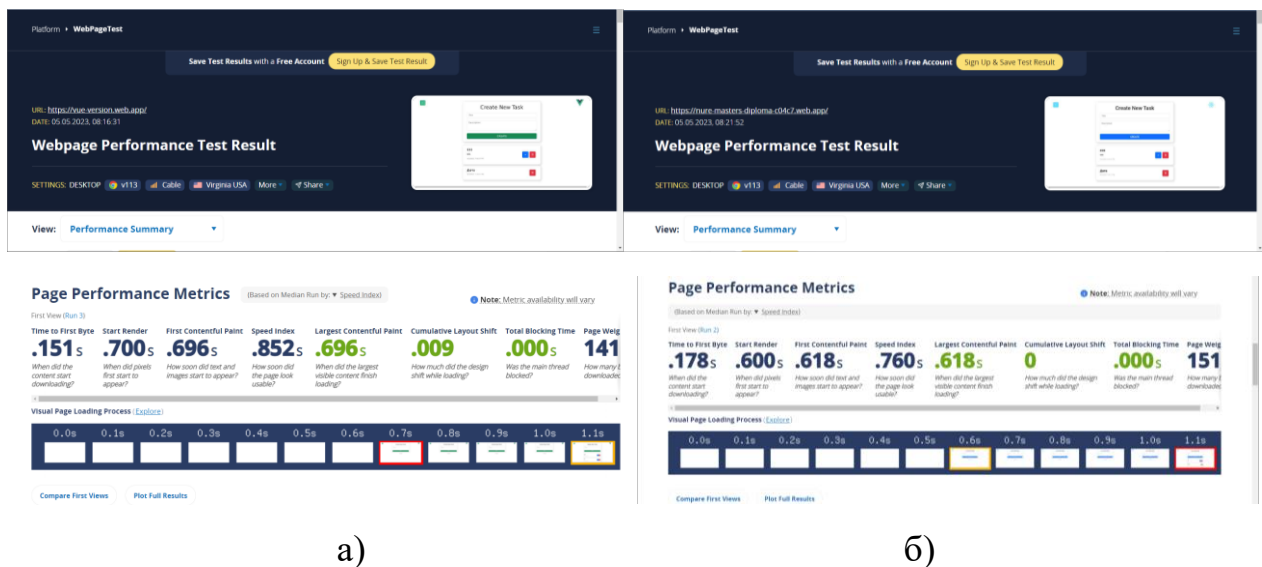 Platform ▸ WebPageTest
Save Test Results with a Free Account Sign Up & Save Test Result
URL: https://vue-version.web.app/
DATE: 05.05.2023, 08:16:31
Webpage Performance Test Result
SETTINGS: DESKTOP v113 Cable Virginia USA More Share
Create New Task
View: Performance Summary
Platform ▸ WebPageTest
Save Test Results with a Free Account Sign Up & Save Test Result
URL: https://nure-masters-diploma-c04c7.web.app/
DATE: 05.05.2023, 08:21:52
Webpage Performance Test Result
SETTINGS: DESKTOP v113 Cable Virginia USA More Share
Create New Task
View: Performance Summary
Page Performance Metrics (Based on Median Run by: ▼ Speed Index) Note: Metric availability will vary
First View (Run 3)
Time to First Byte Start Render First Contentful Paint Speed Index Largest Contentful Paint Cumulative Layout Shift Total Blocking Time Page Weig
.151s .700s .696s .852s .696s .009 .000s 141
When did the When did pixels How soon did text and How soon did When did the largest How much did the design Was the main thread How many
content start first start to images start to appear? the page look visible content finish shift while loading? blocked? downloaded
downloading? appear? usable? loading?
Visual Page Loading Process (Explore)
0.0s 0.1s 0.2s 0.3s 0.4s 0.5s 0.6s 0.7s 0.8s 0.9s 1.0s 1.1s
Compare First Views Plot Full Results
Page Performance Metrics Note: Metric availability will vary
(Based on Median Run by: ▼ Speed Index)
First View (Run 2)
Time to First Byte Start Render First Contentful Paint Speed Index Largest Contentful Paint Cumulative Layout Shift Total Blocking Time Page Weig
.178s .600s .618s .760s .618s 0 .000s 151
When did the When did pixels How soon did text and How soon did When did the largest How much did the design Was the main thread How many
content start first start to images start to appear? the page look visible content finish shift while loading? blocked? downloaded
downloading? appear? usable? loading?
Visual Page Loading Process (Explore)
0.0s 0.1s 0.2s 0.3s 0.4s 0.5s 0.6s 0.7s 0.8s 0.9s 1.0s 1.1s
Compare First Views Plot Full Results
а) б)